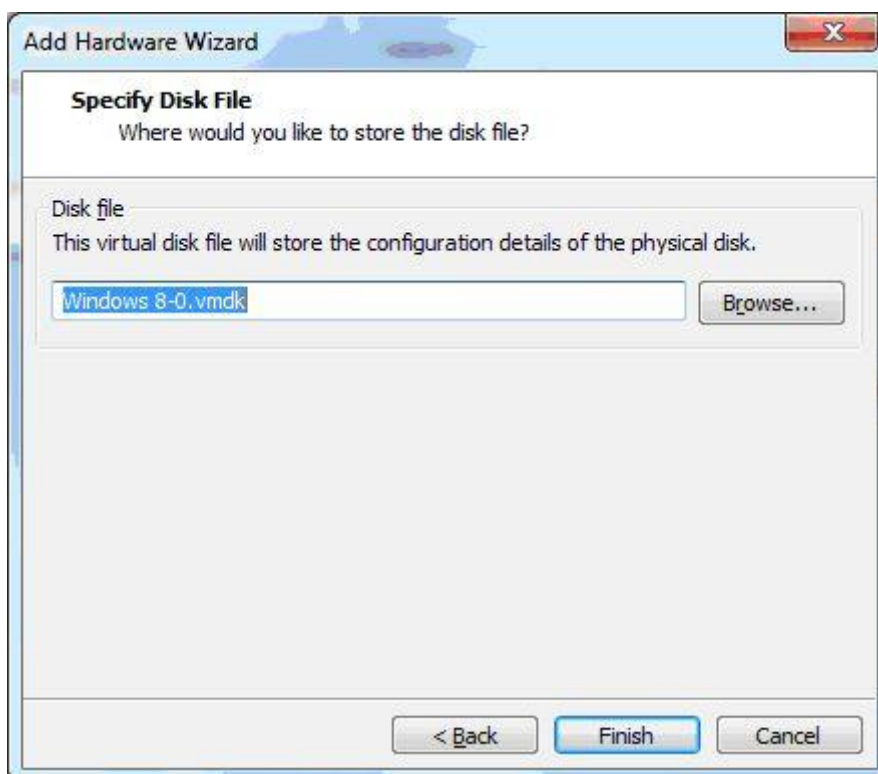 Add Hardware Wizard
Specify Disk File
Where would you like to store the disk file?
Disk file
This virtual disk file will store the configuration details of the physical disk.
Windows 8-0.vmdk
Browse...
< Back
Finish
Cancel